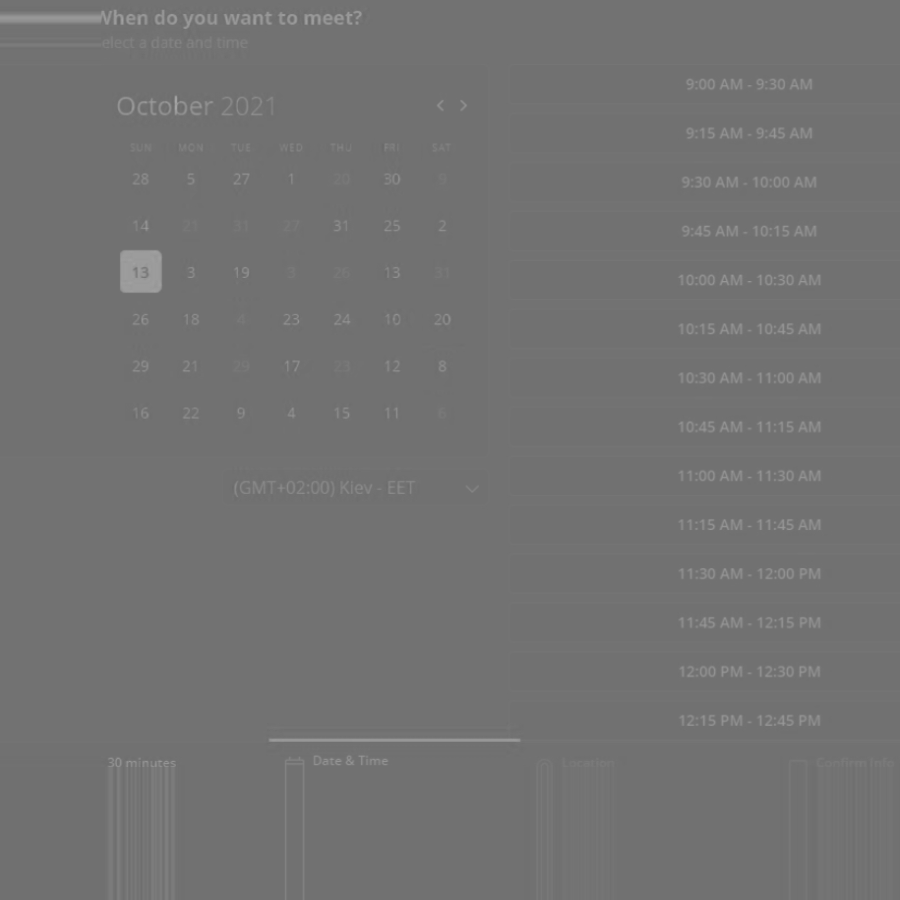 When do you want to meet?
elect a date and time
October 2021
SUN MON TUE WED THU FRI SAT
28 5 27 1 20 30 9
14 21 31 27 31 25 2
13 3 19 3 26 13 31
26 18 4 23 24 10 20
29 21 29 17 23 12 8
16 22 9 4 15 11 6
(GMT+02:00) Kiev - EET
9:00 AM - 9:30 AM
9:15 AM - 9:45 AM
9:30 AM - 10:00 AM
9:45 AM - 10:15 AM
10:00 AM - 10:30 AM
10:15 AM - 10:45 AM
10:30 AM - 11:00 AM
10:45 AM - 11:15 AM
11:00 AM - 11:30 AM
11:15 AM - 11:45 AM
11:30 AM - 12:00 PM
11:45 AM - 12:15 PM
12:00 PM - 12:30 PM
12:15 PM - 12:45 PM
30 minutes
Date & Time
Location
Confirm info